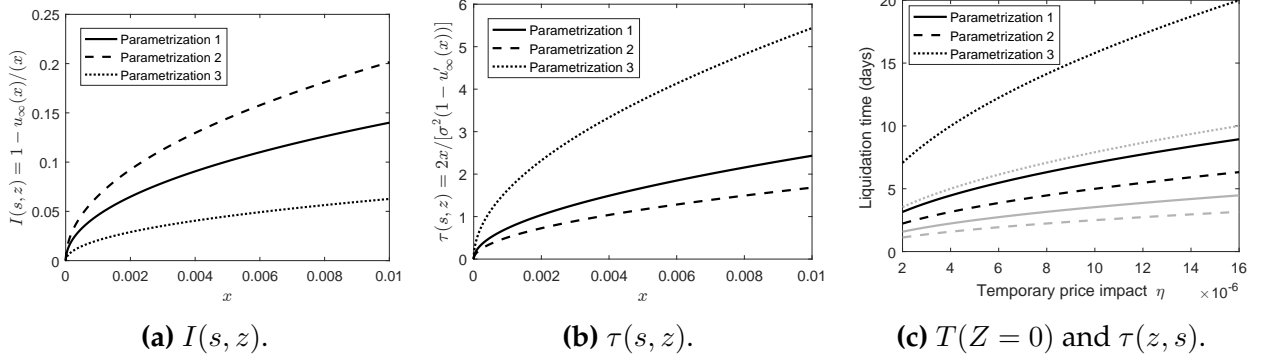 0.25
0.2
0.15
0.1
0.05
0
I(s, z) = 1 − u∞(x)/(x)
Parametrization 1
Parametrization 2
Parametrization 3
0 0.002 0.004 0.006 0.008 0.01
x
(a) I(s, z).
6
5
4
3
2
1
0
τ(s, z) = 2x/[σ²(1 − u′∞(x))]
Parametrization 1
Parametrization 2
Parametrization 3
0 0.002 0.004 0.006 0.008 0.01
x
(b) τ(s, z).
20
15
10
5
0
Liquidation time (days)
Parametrization 1
Parametrization 2
Parametrization 3
2 4 6 8 10 12 14 16
Temporary price impact η ×10⁻⁶
(c) T(Z = 0) and τ(z, s).